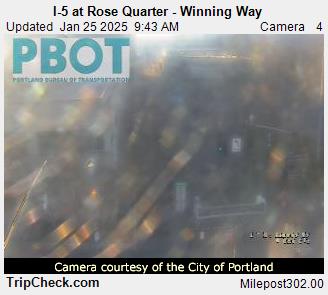 I-5 at Rose Quarter - Winning Way
Updated Jan 25 2025 9:43 AM Camera 4
PBOT
PORTLAND BUREAU OF TRANSPORTATION
Camera courtesy of the City of Portland
TripCheck.com Milepost302.00